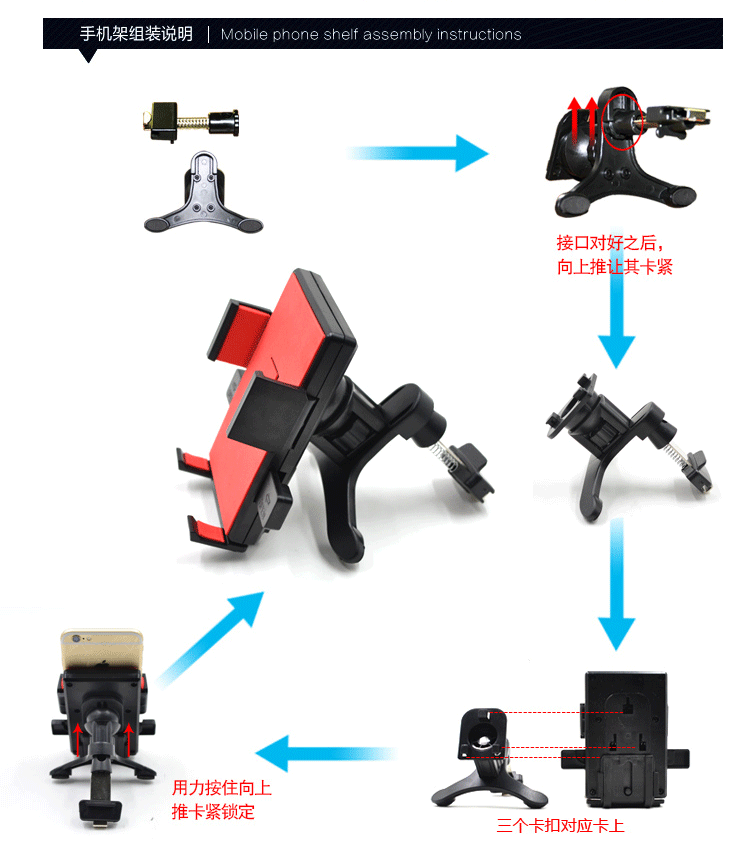 手机架组装说明 | Mobile phone shelf assembly instructions
接口对好之后，
向上推让其卡紧
用力按住向上
推卡紧锁定
三个卡扣对应卡上